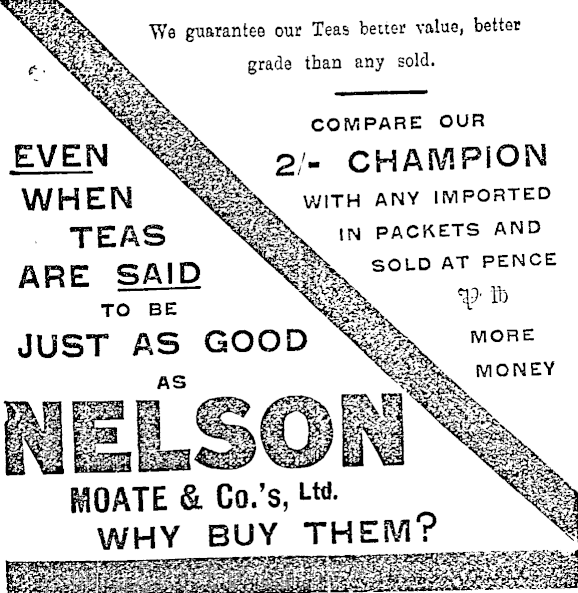 We guarantee our Teas better value, better
grade than any sold.
COMPARE OUR
2/- CHAMPION
WITH ANY IMPORTED
IN PACKETS AND
SOLD AT PENCE
℔ lb
MORE
MONEY
EVEN
WHEN
TEAS
ARE SAID
TO BE
JUST AS GOOD
AS
NELSON
MOATE & Co.'s, Ltd.
WHY BUY THEM?